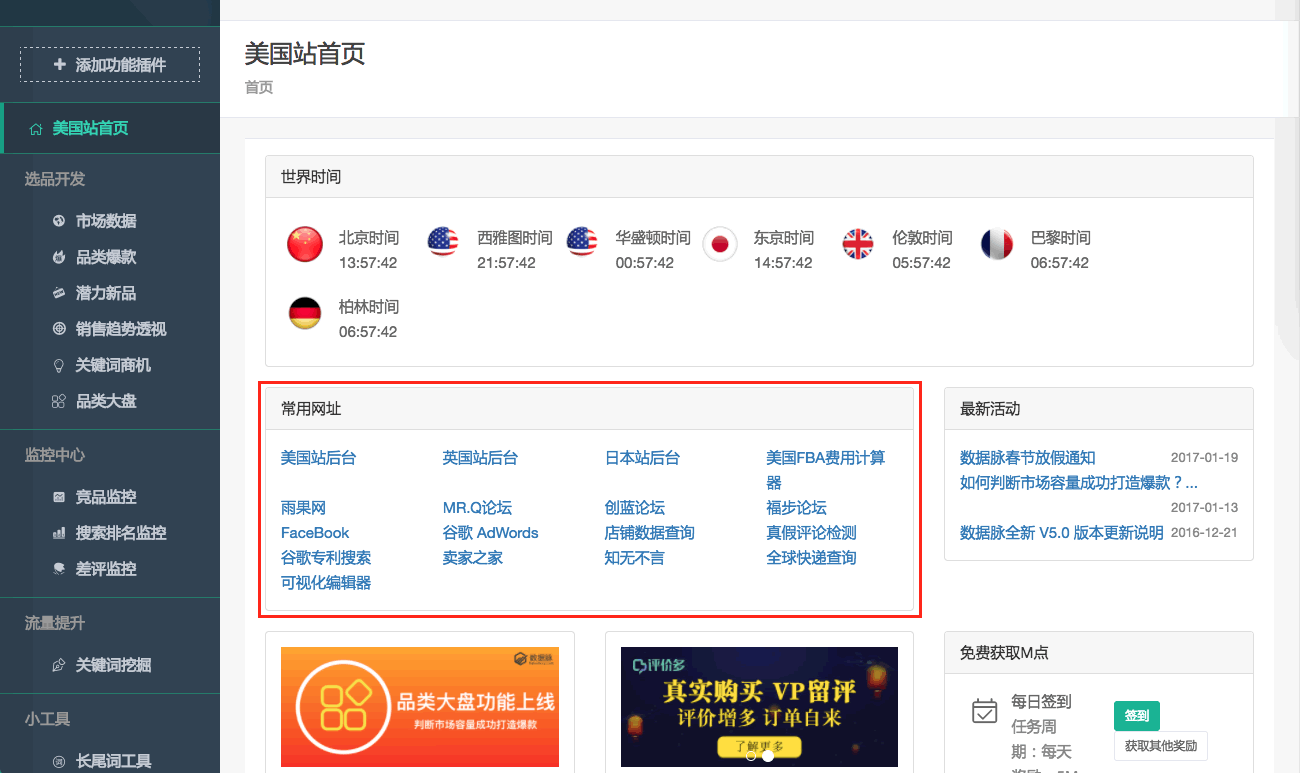 添加功能插件
美国站首页
选品开发
市场数据
品类爆款
潜力新品
销售趋势透视
关键词商机
品类大盘
监控中心
竞品监控
搜索排名监控
差评监控
流量提升
关键词挖掘
小工具
长尾词工具
美国站首页
首页
世界时间
北京时间
13:57:42
西雅图时间
21:57:42
华盛顿时间
00:57:42
东京时间
14:57:42
伦敦时间
05:57:42
巴黎时间
06:57:42
柏林时间
06:57:42
常用网址
美国站后台 英国站后台 日本站后台 美国FBA费用计算
器
雨果网 MR.Q论坛 创蓝论坛 福步论坛
FaceBook 谷歌 AdWords 店铺数据查询 真假评论检测
谷歌专利搜索 卖家之家 知无不言 全球快递查询
可视化编辑器
最新活动
数据脉春节放假通知 2017-01-19
如何判断市场容量成功打造爆款？...
2017-01-13
数据脉全新 V5.0 版本更新说明 2016-12-21
数据脉
品类大盘功能上线
判断市场容量成功打造爆款
评价多
真实购买 VP留评
评价增多 订单自来
了解更多
免费获取M点
每日签到
任务周
期：每天
签到
获取其他奖励